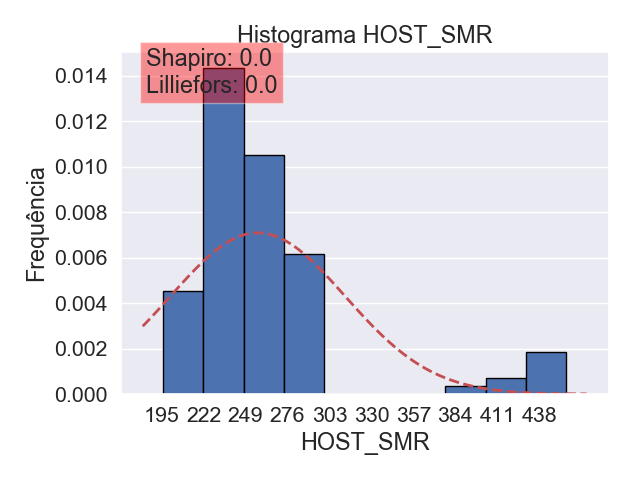 Histograma HOST_SMR
Shapiro: 0.0
Lilliefors: 0.0
0.014
0.012
0.010
0.008
0.006
0.004
0.002
0.000
Frequência
195 222 249 276 303 330 357 384 411 438
HOST_SMR